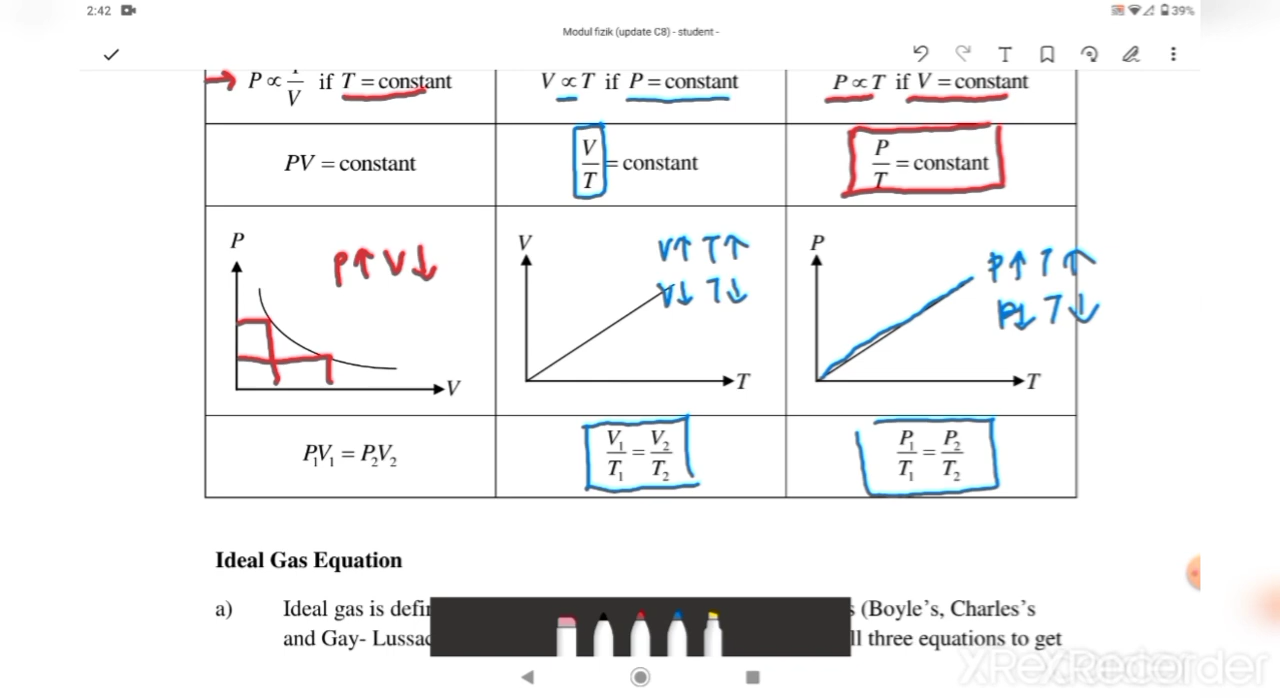 2:42
39%
Modul fizik (update C8) - student -
T
P ∝ 1/V if T = constant
V ∝ T if P = constant
P ∝ T if V = constant
PV = constant
V/T = constant
P/T = constant
P
P↑ V↓
V
V
V↑ T↑
V↓ T↓
T
P
P↑ T↑
P↓ T↓
T
P₁V₁ = P₂V₂
V₁/T₁ = V₂/T₂
P₁/T₁ = P₂/T₂
Ideal Gas Equation
a) Ideal gas is defi s (Boyle's, Charles's
and Gay- Lussac ll three equations to get
XRecorder